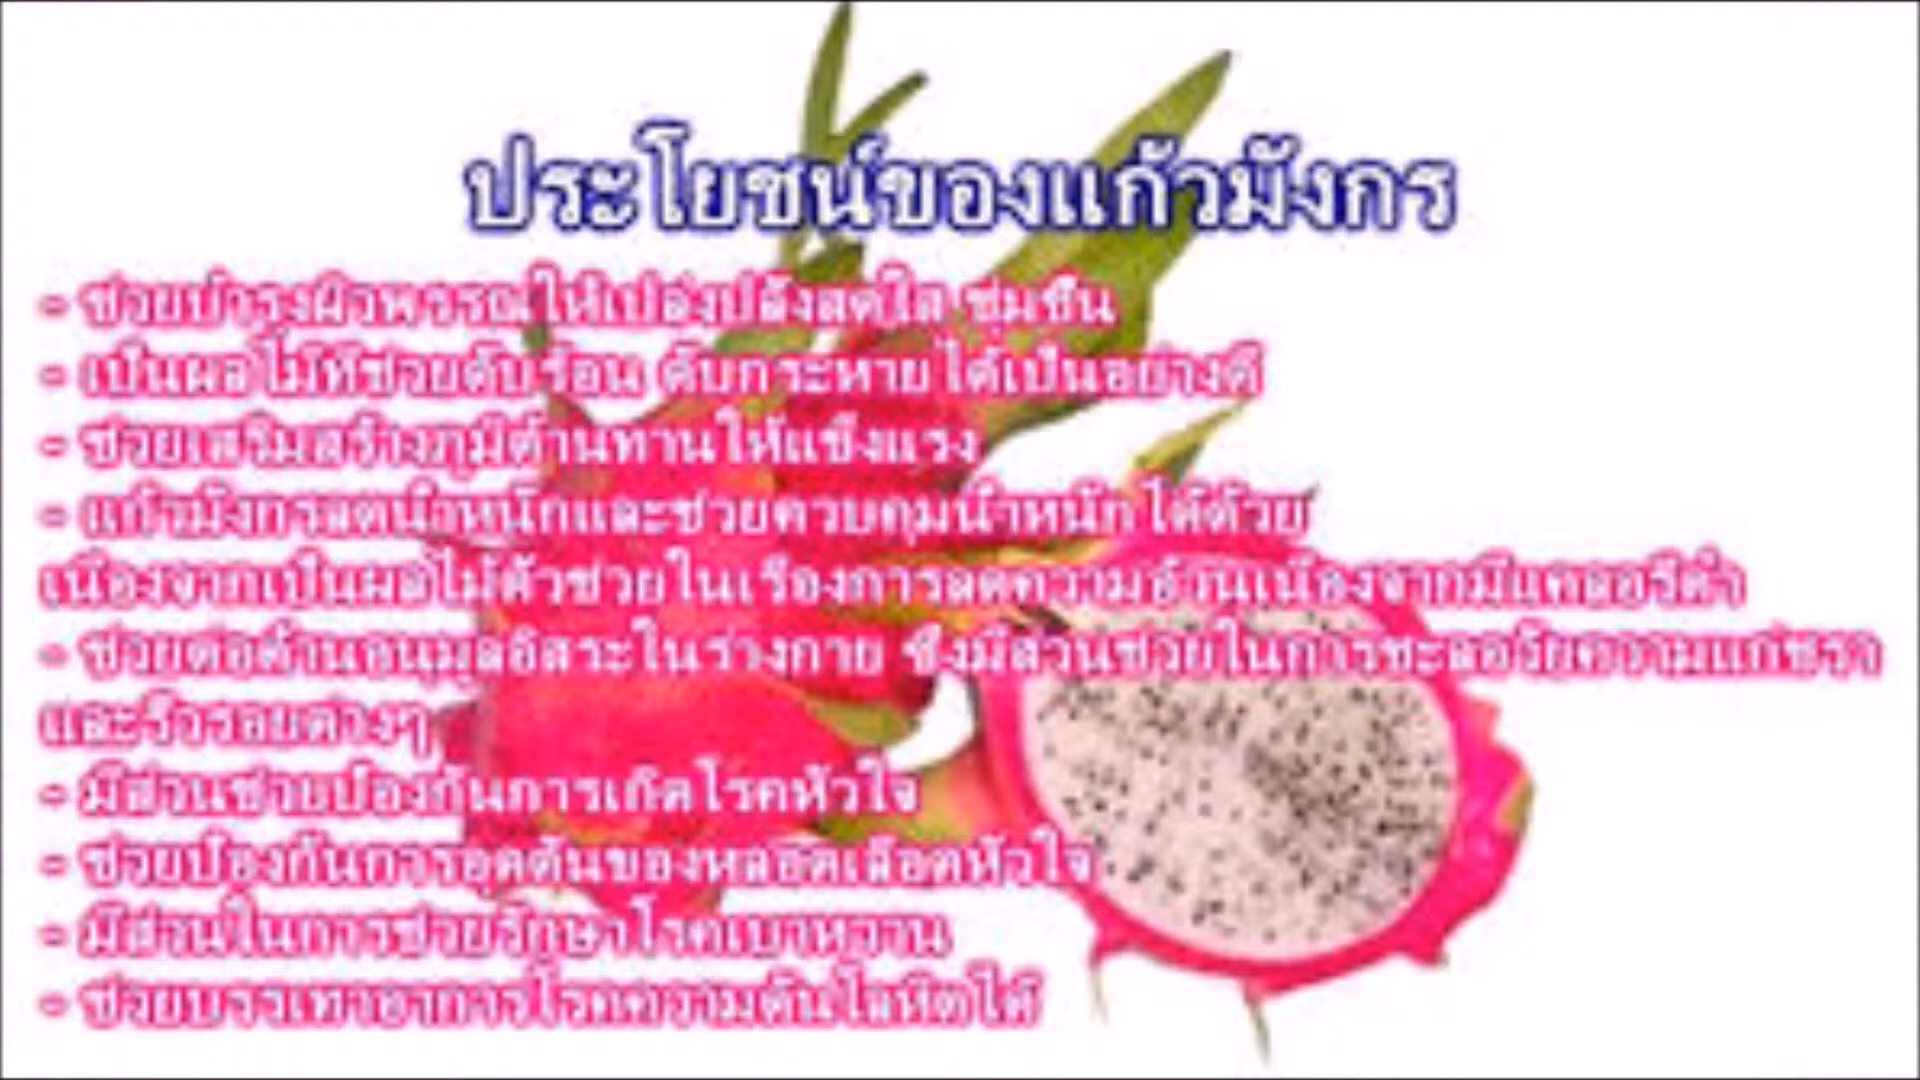 ประโยชน์ของแก้วมังกร
- ช่วยบำรุงผิวพรรณให้เปล่งปลั่งสดใส ชุ่มชื่น
- เป็นผลไม้ที่ช่วยดับร้อน ดับกระหายได้เป็นอย่างดี
- ช่วยเสริมสร้างภูมิต้านทานให้แข็งแรง
- แก้วมังกรลดน้ำหนักและช่วยควบคุมน้ำหนักได้ด้วย
เนื่องจากเป็นผลไม้ตัวช่วยในเรื่องการลดความอ้วนเนื่องจากมีแคลอรีต่ำ
- ช่วยต่อต้านอนุมูลอิสระในร่างกาย ซึ่งมีส่วนช่วยในการชะลอวัยความแก่ชรา
และริ้วรอยต่างๆ
- มีส่วนช่วยป้องกันการเกิดโรคหัวใจ
- ช่วยป้องกันการอุดตันของหลอดเลือดหัวใจ
- มีส่วนในการช่วยรักษาโรคเบาหวาน
- ช่วยบรรเทาอาการโรคความดันโลหิตได้